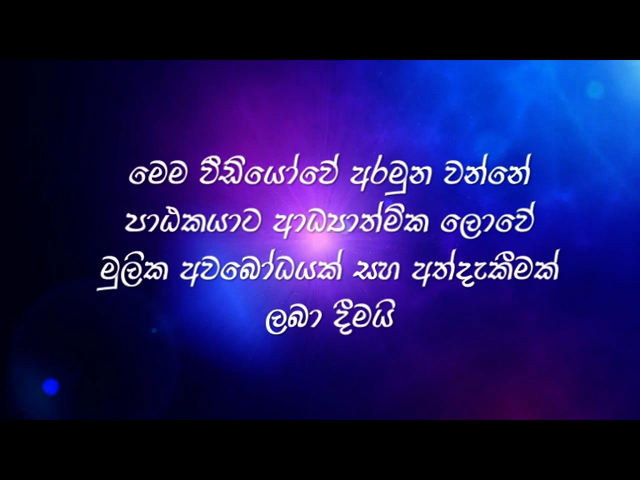 මෙම වීඩියෝවේ අරමුන වන්නේ
පාඨකයාට ආධ්‍යාත්මික ලොවේ
මුලික අවබෝධයක් සහ අත්දැකීමක්
ලබා දීමයි